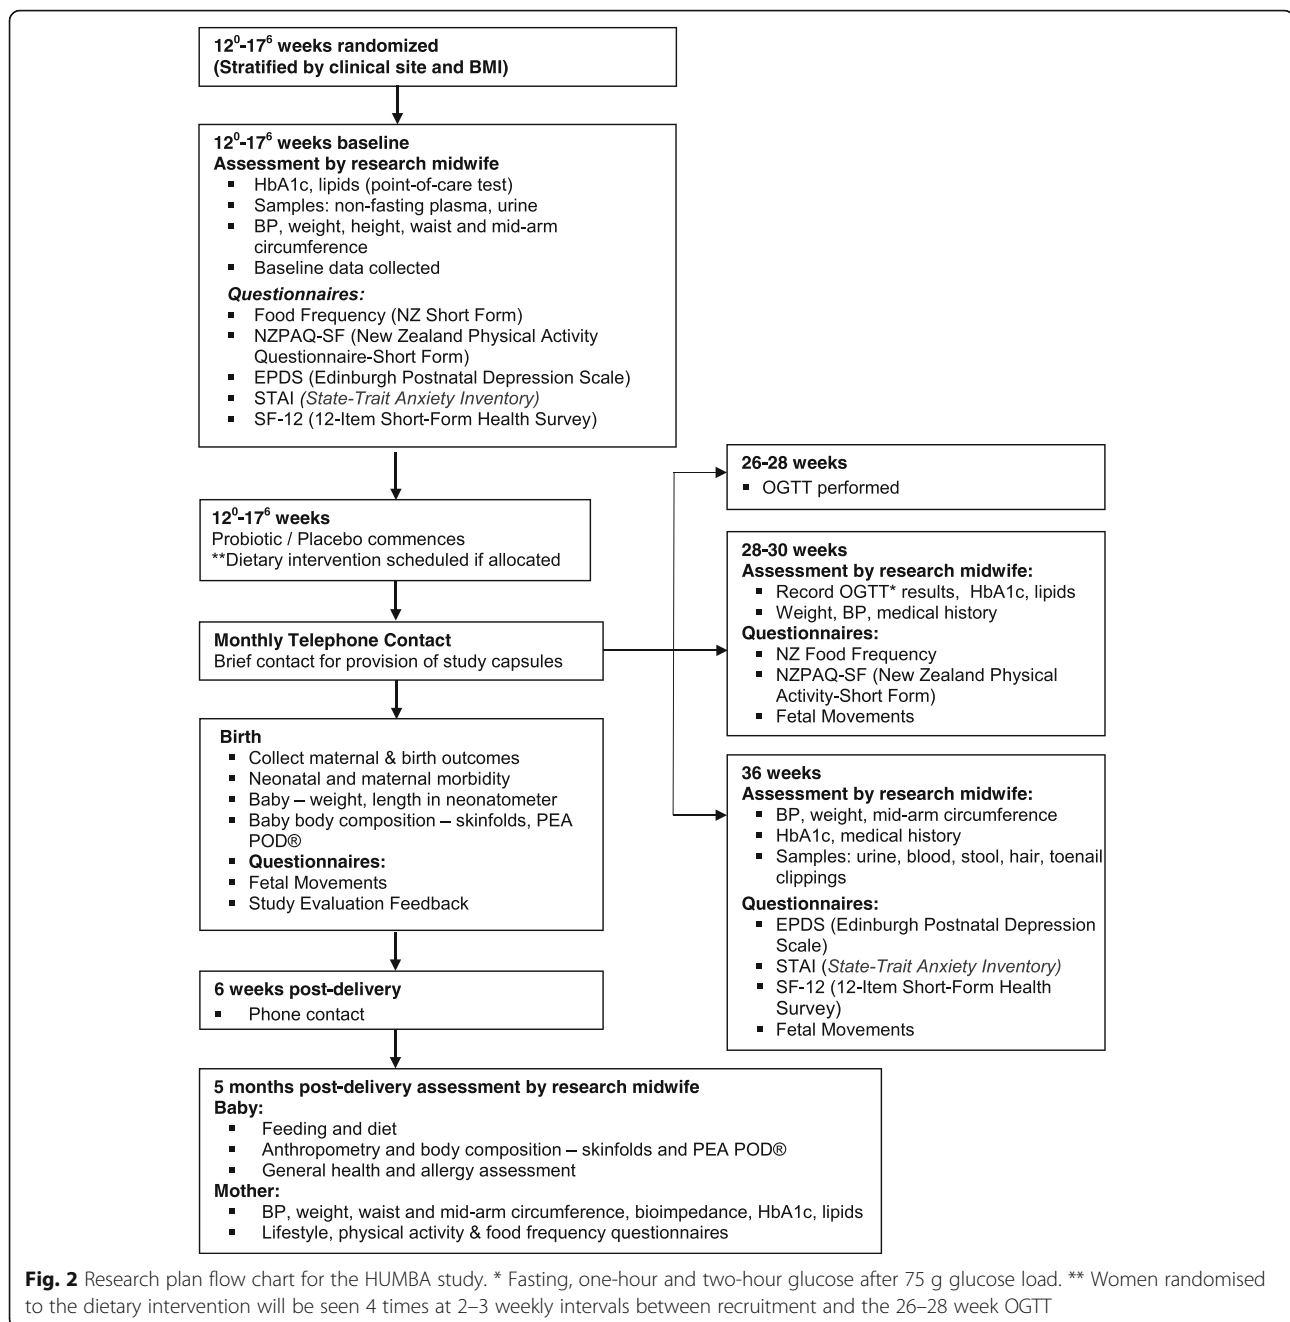 12⁰-17⁶ weeks randomized
(Stratified by clinical site and BMI)
12⁰-17⁶ weeks baseline
Assessment by research midwife
▪ HbA1c, lipids (point-of-care test)
▪ Samples: non-fasting plasma, urine
▪ BP, weight, height, waist and mid-arm
circumference
▪ Baseline data collected
Questionnaires:
▪ Food Frequency (NZ Short Form)
▪ NZPAQ-SF (New Zealand Physical Activity
Questionnaire-Short Form)
▪ EPDS (Edinburgh Postnatal Depression Scale)
▪ STAI (State-Trait Anxiety Inventory)
▪ SF-12 (12-Item Short-Form Health Survey)
12⁰-17⁶ weeks
Probiotic / Placebo commences
**Dietary intervention scheduled if allocated
Monthly Telephone Contact
Brief contact for provision of study capsules
26-28 weeks
▪ OGTT performed
28-30 weeks
Assessment by research midwife:
▪ Record OGTT* results, HbA1c, lipids
▪ Weight, BP, medical history
Questionnaires:
▪ NZ Food Frequency
▪ NZPAQ-SF (New Zealand Physical
Activity-Short Form)
▪ Fetal Movements
36 weeks
Assessment by research midwife:
▪ BP, weight, mid-arm circumference
▪ HbA1c, medical history
▪ Samples: urine, blood, stool, hair, toenail
clippings
Questionnaires:
▪ EPDS (Edinburgh Postnatal Depression
Scale)
▪ STAI (State-Trait Anxiety Inventory)
▪ SF-12 (12-Item Short-Form Health
Survey)
▪ Fetal Movements
Birth
▪ Collect maternal & birth outcomes
▪ Neonatal and maternal morbidity
▪ Baby – weight, length in neonatometer
▪ Baby body composition – skinfolds, PEA
POD®
▪ Questionnaires:
▪ Fetal Movements
▪ Study Evaluation Feedback
6 weeks post-delivery
▪ Phone contact
5 months post-delivery assessment by research midwife
Baby:
▪ Feeding and diet
▪ Anthropometry and body composition – skinfolds and PEA POD®
▪ General health and allergy assessment
Mother:
▪ BP, weight, waist and mid-arm circumference, bioimpedance, HbA1c, lipids
▪ Lifestyle, physical activity & food frequency questionnaires
Fig. 2 Research plan flow chart for the HUMBA study. * Fasting, one-hour and two-hour glucose after 75 g glucose load. ** Women randomised
to the dietary intervention will be seen 4 times at 2–3 weekly intervals between recruitment and the 26–28 week OGTT